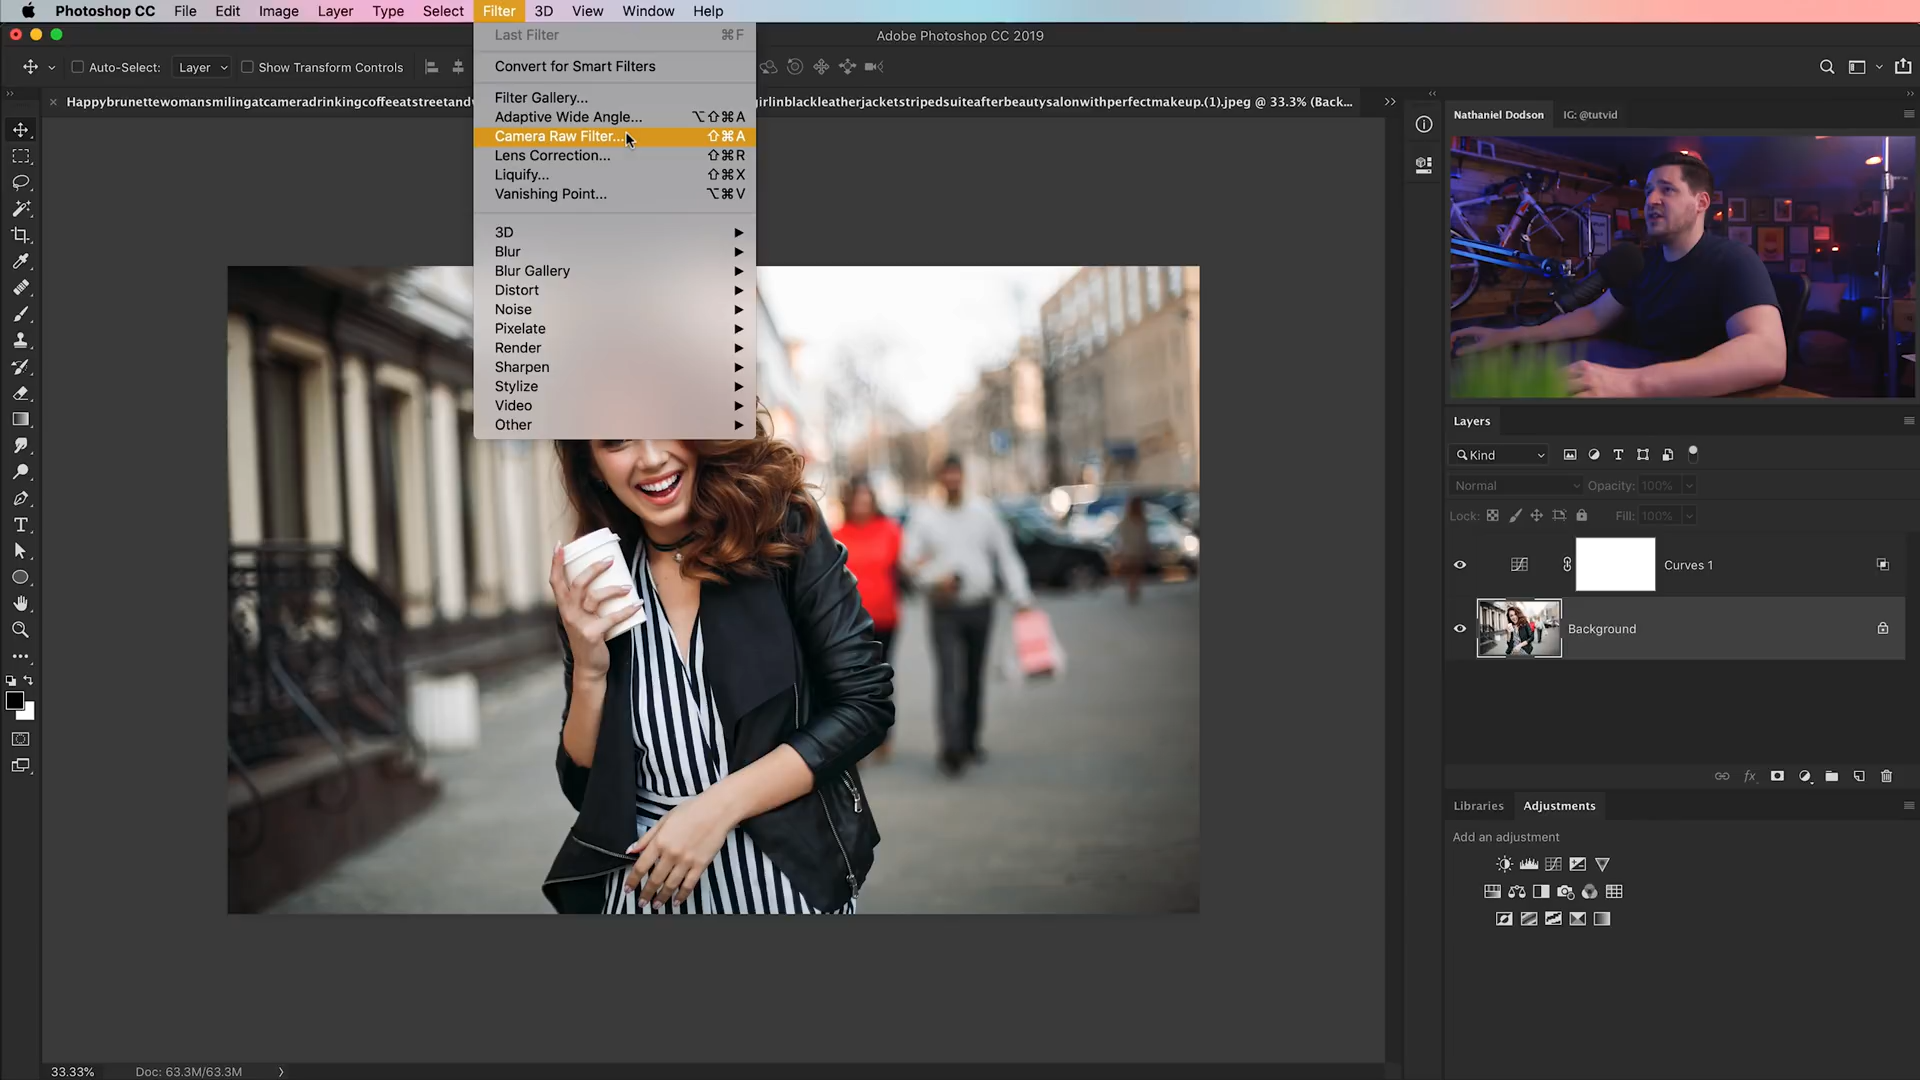 Photoshop CC File Edit Image Layer Type Select Filter 3D View Window Help
Last Filter ⌘F
Adobe Photoshop CC 2019
Auto-Select: Layer Show Transform Controls
Convert for Smart Filters
Happybrunettewomansmilingatcameradrinkingcoffeeatstreetand
irlinblackleatherjacketstripedsuiteafterbeautysalonwithperfectmakeup.(1).jpeg @ 33.3% (Back...
Filter Gallery...
Adaptive Wide Angle... ⌥⇧⌘A
Camera Raw Filter... ⇧⌘A
Lens Correction... ⇧⌘R
Liquify... ⇧⌘X
Vanishing Point... ⌥⌘V
3D
Blur
Blur Gallery
Distort
Noise
Pixelate
Render
Sharpen
Stylize
Video
Other
Nathaniel Dodson IG: @tutvid
Layers
Kind
Normal Opacity: 100%
Lock: Fill: 100%
Curves 1
Background
Libraries Adjustments
Add an adjustment
33.33% Doc: 63.3M/63.3M